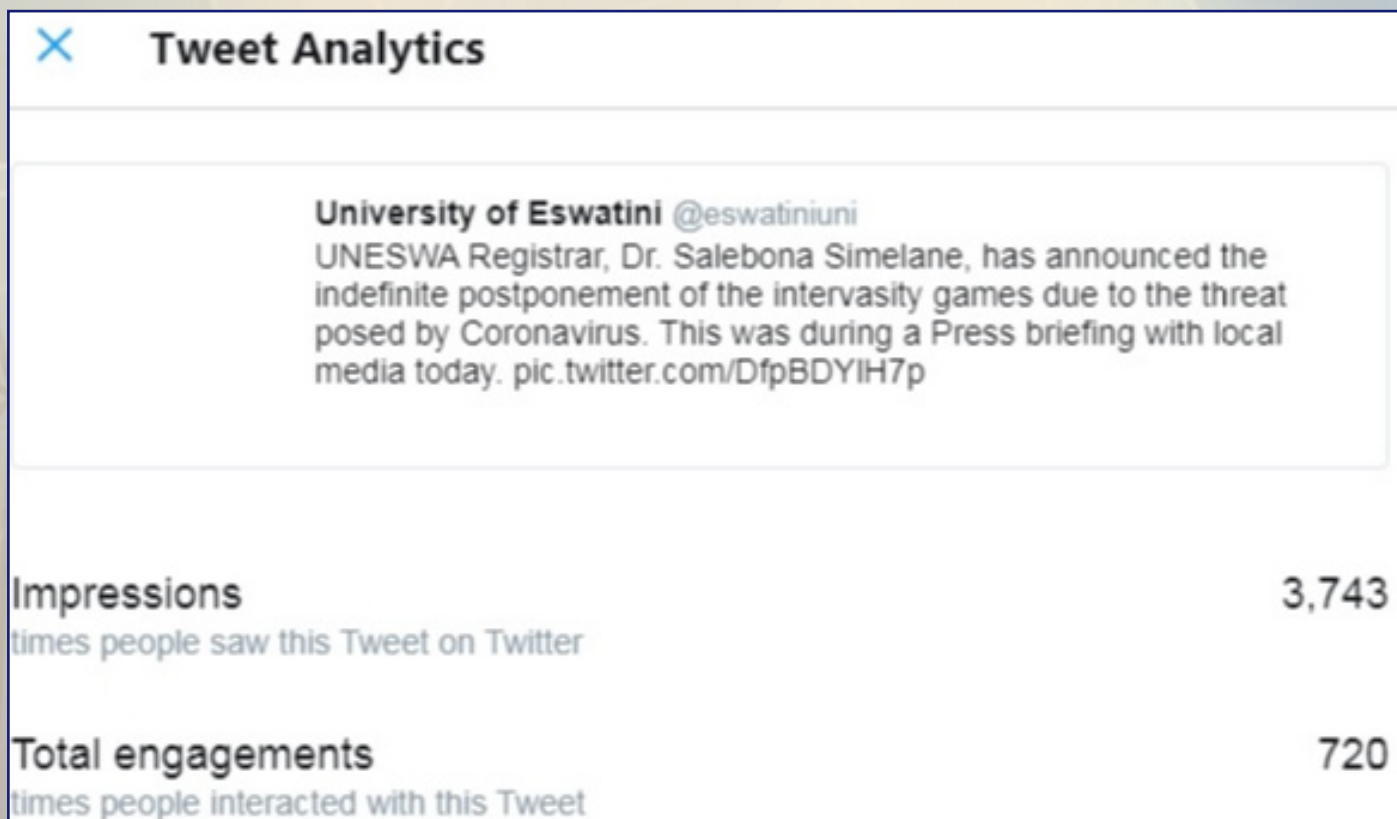 Tweet Analytics
University of Eswatini @eswatiniuni
UNESWA Registrar, Dr. Salebona Simelane, has announced the
indefinite postponement of the intervasity games due to the threat
posed by Coronavirus. This was during a Press briefing with local
media today. pic.twitter.com/DfpBDYlH7p
Impressions 3,743
times people saw this Tweet on Twitter
Total engagements 720
times people interacted with this Tweet